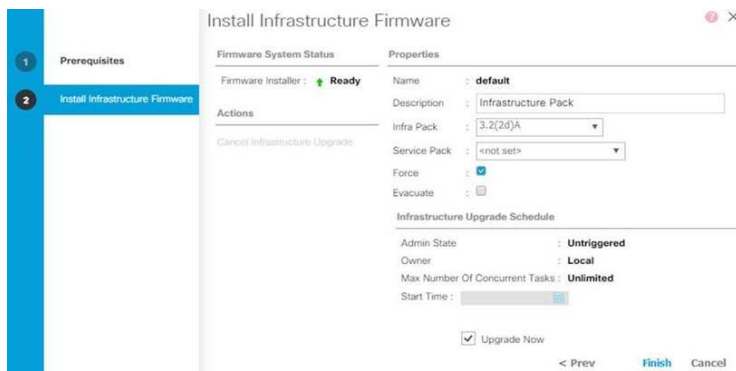 Install Infrastructure Firmware
? X
1 Prerequisites
2 Install Infrastructure Firmware
Firmware System Status
Firmware Installer : Ready
Actions
Cancel Infrastructure Upgrade
Properties
Name : default
Description : Infrastructure Pack
Infra Pack : 3.2(2d)A
Service Pack : <not set>
Force :
Evacuate :
Infrastructure Upgrade Schedule
Admin State : Untriggered
Owner : Local
Max Number Of Concurrent Tasks : Unlimited
Start Time :
Upgrade Now
< Prev Finish Cancel